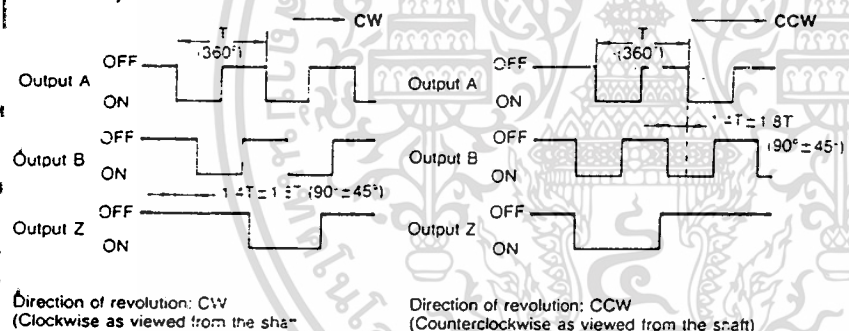 CW
T
(360°)
OFF
Output A
ON
OFF
Output B
ON
(90°±45°)
OFF
Output Z
ON
Direction of revolution: CW
(Clockwise as viewed from the
CCW
T
(360°)
OFF
Output A
ON
OFF
(90°±45°)
Output B
ON
OFF
Output Z
ON
Direction of revolution: CCW
(Counterclockwise as viewed from the shaft)